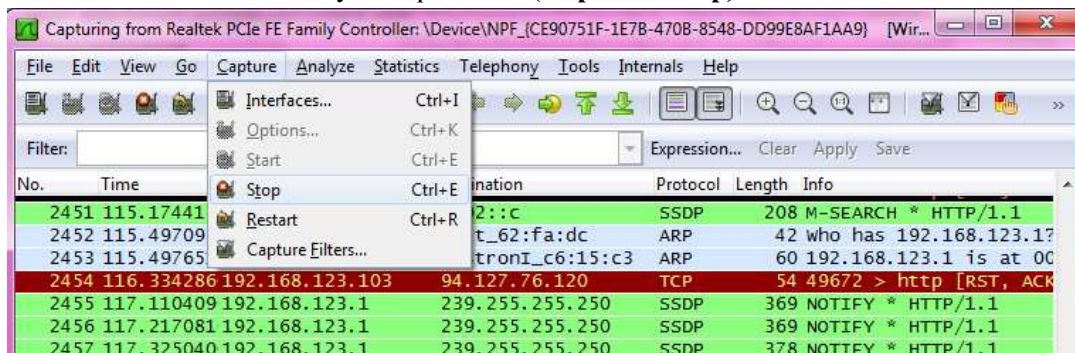 Capturing from Realtek PCIe FE Family Controller: \Device\NPF_{CE90751F-1E7B-470B-8548-DD99E8AF1AA9} [Wir...
File Edit View Go Capture Analyze Statistics Telephony Tools Internals Help
Interfaces... Ctrl+I
Options... Ctrl+K
Start Ctrl+E
Stop Ctrl+E
Restart Ctrl+R
Capture Filters...
Filter: Expression... Clear Apply Save
No. Time ination Protocol Length Info
2451 115.17441 2::c SSDP 208 M-SEARCH * HTTP/1.1
2452 115.49709 t_62:fa:dc ARP 42 Who has 192.168.123.1?
2453 115.49765 tronI_c6:15:c3 ARP 60 192.168.123.1 is at 00
2454 116.334286 192.168.123.103 94.127.76.120 TCP 54 49672 > http [RST, ACK
2455 117.110409 192.168.123.1 239.255.255.250 SSDP 369 NOTIFY * HTTP/1.1
2456 117.217081 192.168.123.1 239.255.255.250 SSDP 369 NOTIFY * HTTP/1.1
2457 117.325040 192.168.123.1 239.255.255.250 SSDP 378 NOTIFY * HTTP/1.1